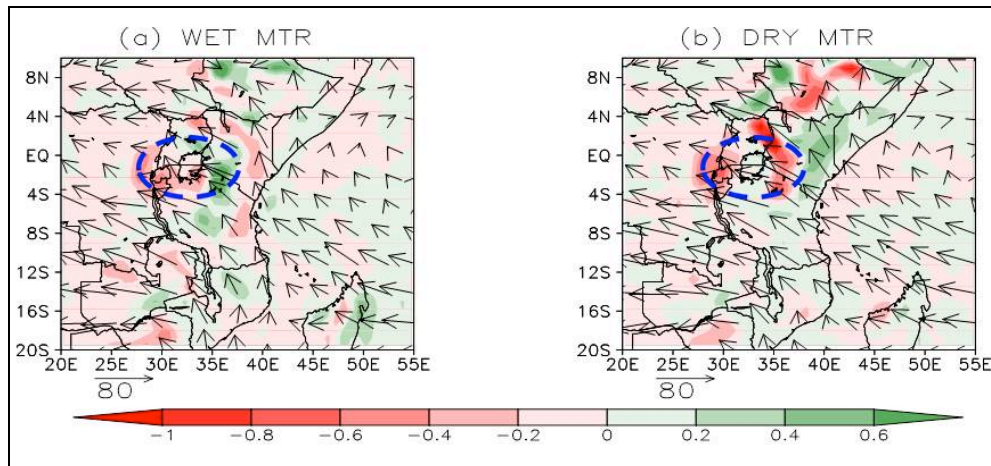 (a) WET MTR
(b) DRY MTR
8N
4N
EQ
4S
8S
12S
16S
20S
20E 25E 30E 35E 40E 45E 50E 55E
80
8N
4N
EQ
4S
8S
12S
16S
20S
20E 25E 30E 35E 40E 45E 50E 55E
80
-1 -0.8 -0.6 -0.4 -0.2 0 0.2 0.4 0.6